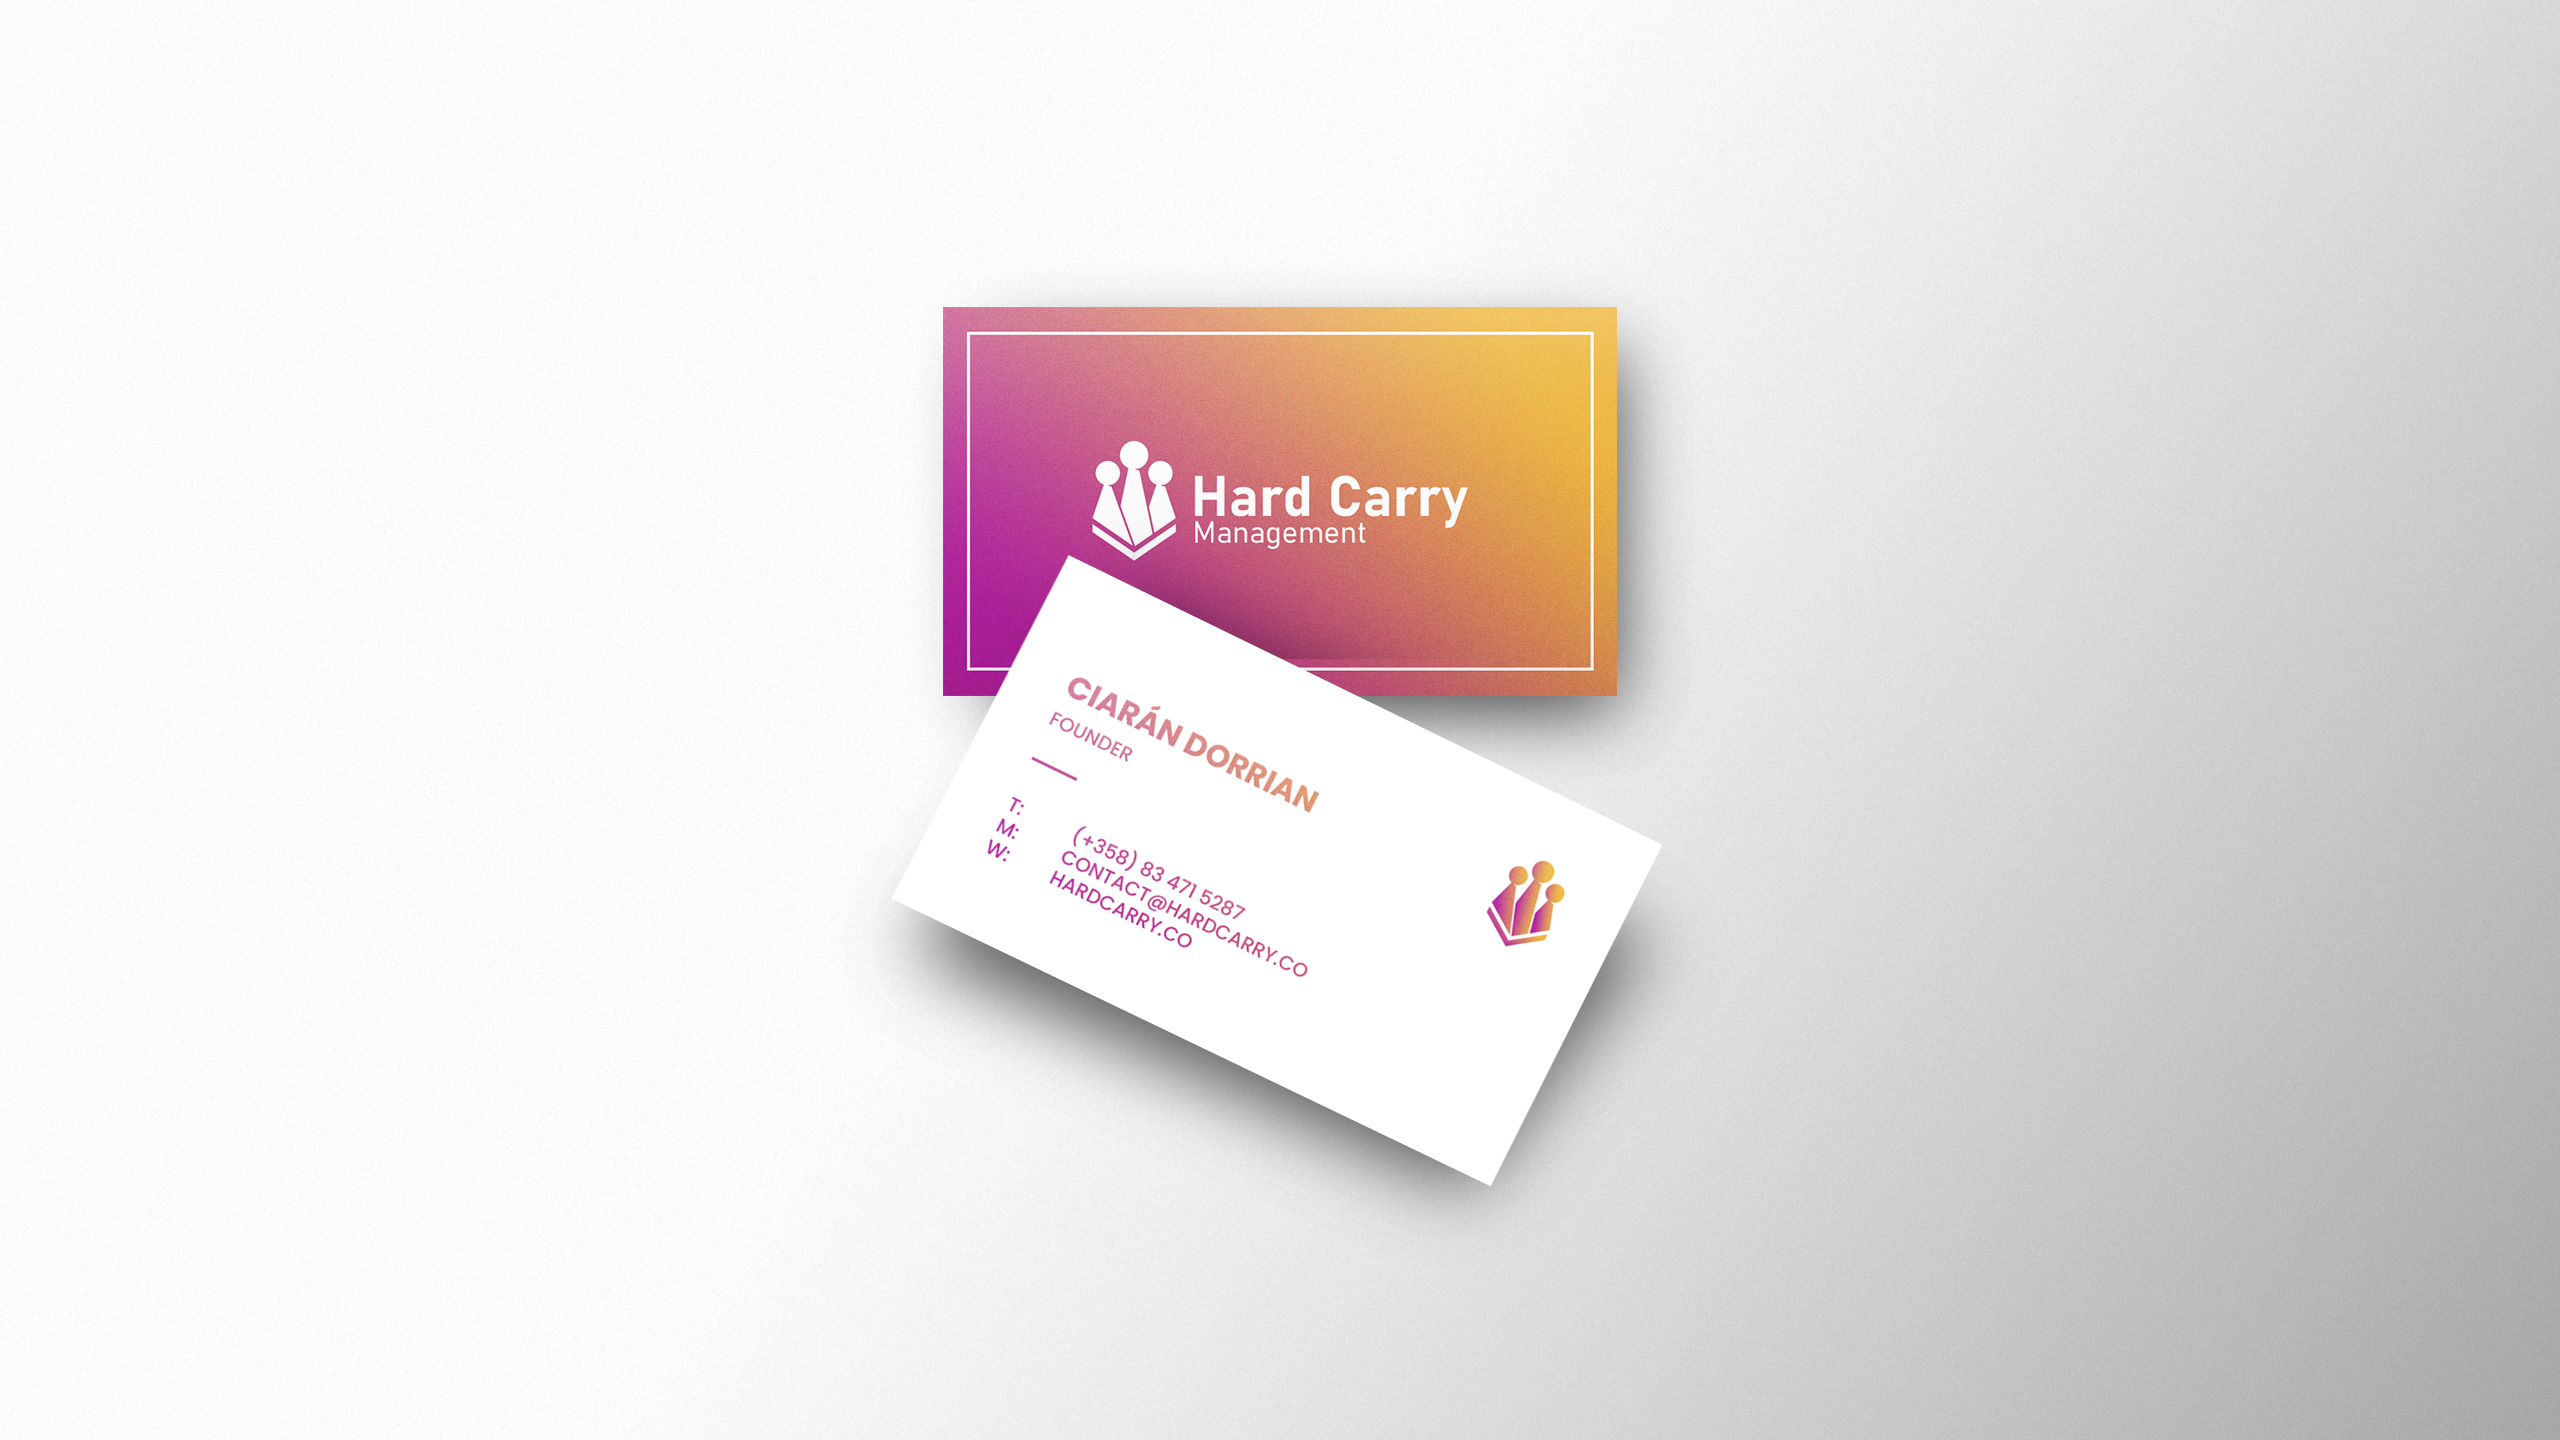 Hard Carry
Management
CIARÁN DORRIAN
FOUNDER
T: (+358) 83 471 5287
M: CONTACT@HARDCARRY.CO
W: HARDCARRY.CO